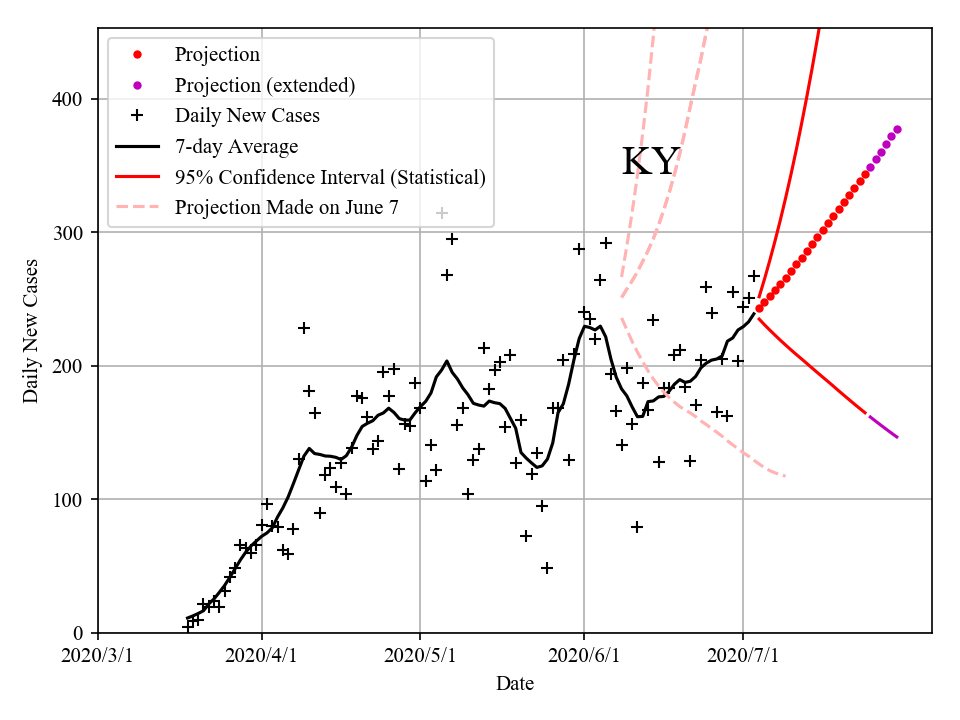 Projection
Projection (extended)
Daily New Cases
7-day Average
95% Confidence Interval (Statistical)
Projection Made on June 7
KY
400
300
200
100
0
Daily New Cases
2020/3/1 2020/4/1 2020/5/1 2020/6/1 2020/7/1
Date